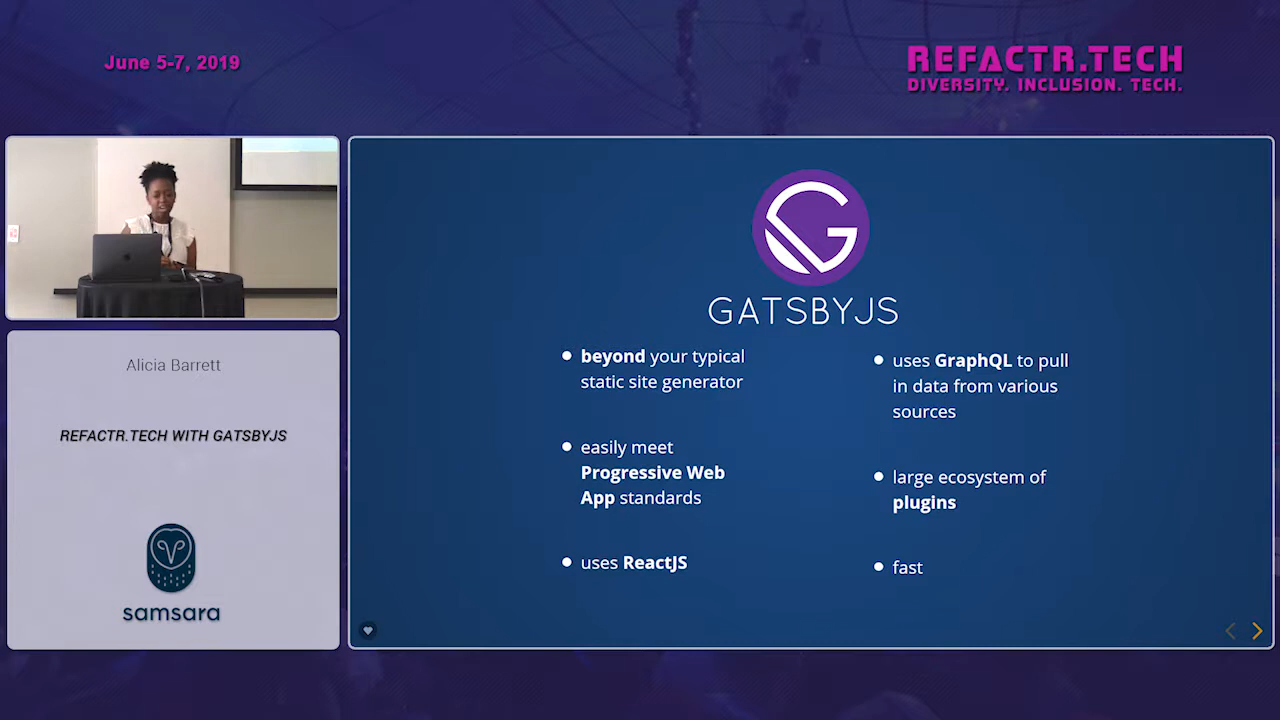 June 5-7, 2019
REFACTR.TECH
DIVERSITY. INCLUSION. TECH.
Alicia Barrett
REFACTR.TECH WITH GATSBYJS
samsara
GATSBYJS
beyond your typical
static site generator
easily meet
Progressive Web
App standards
uses ReactJS
uses GraphQL to pull
in data from various
sources
large ecosystem of
plugins
fast